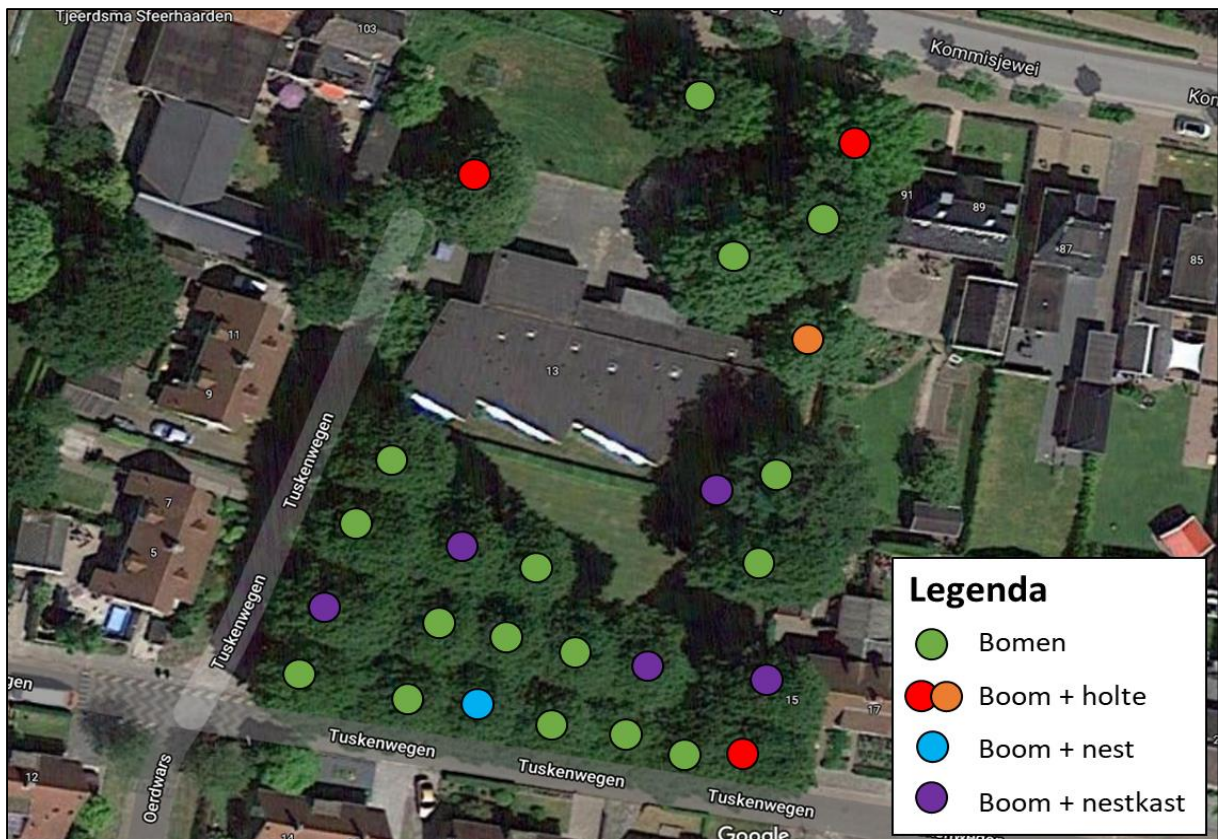 Tjeerdsma Sfeerhaarden
103
Kommisjewei
91
89
87
85
11
9
13
Tuskenwegen
7
5
Tuskenwegen
15
17
12
Oerdwars
Tuskenwegen
Tuskenwegen
Tuskenwegen
14
Google
Legenda
Bomen
Boom + holte
Boom + nest
Boom + nestkast